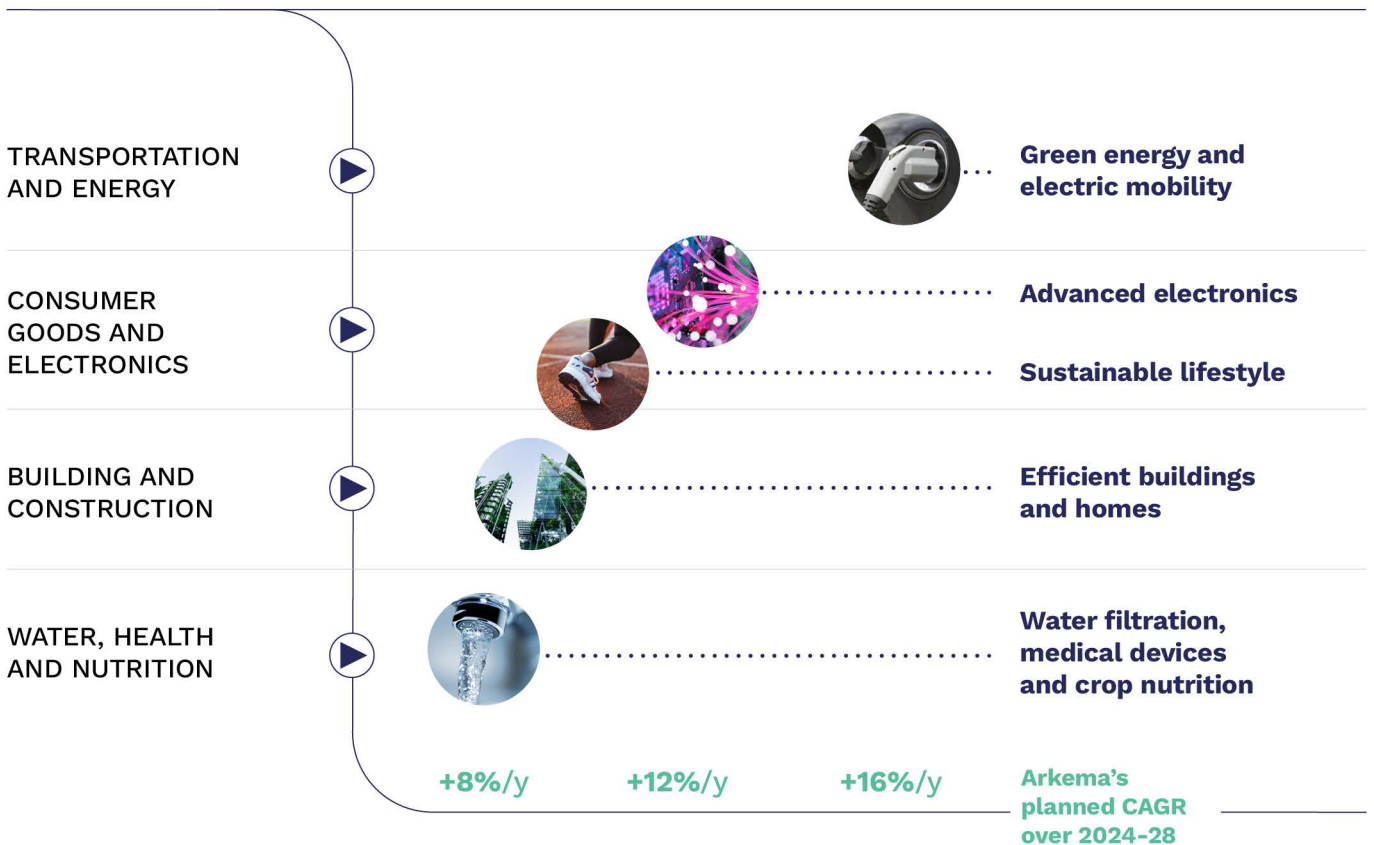 TRANSPORTATION
AND ENERGY
Green energy and
electric mobility
CONSUMER
GOODS AND
ELECTRONICS
Advanced electronics
Sustainable lifestyle
BUILDING AND
CONSTRUCTION
Efficient buildings
and homes
WATER, HEALTH
AND NUTRITION
Water filtration,
medical devices
and crop nutrition
+8%/y
+12%/y
+16%/y
Arkema’s
planned CAGR
over 2024-28